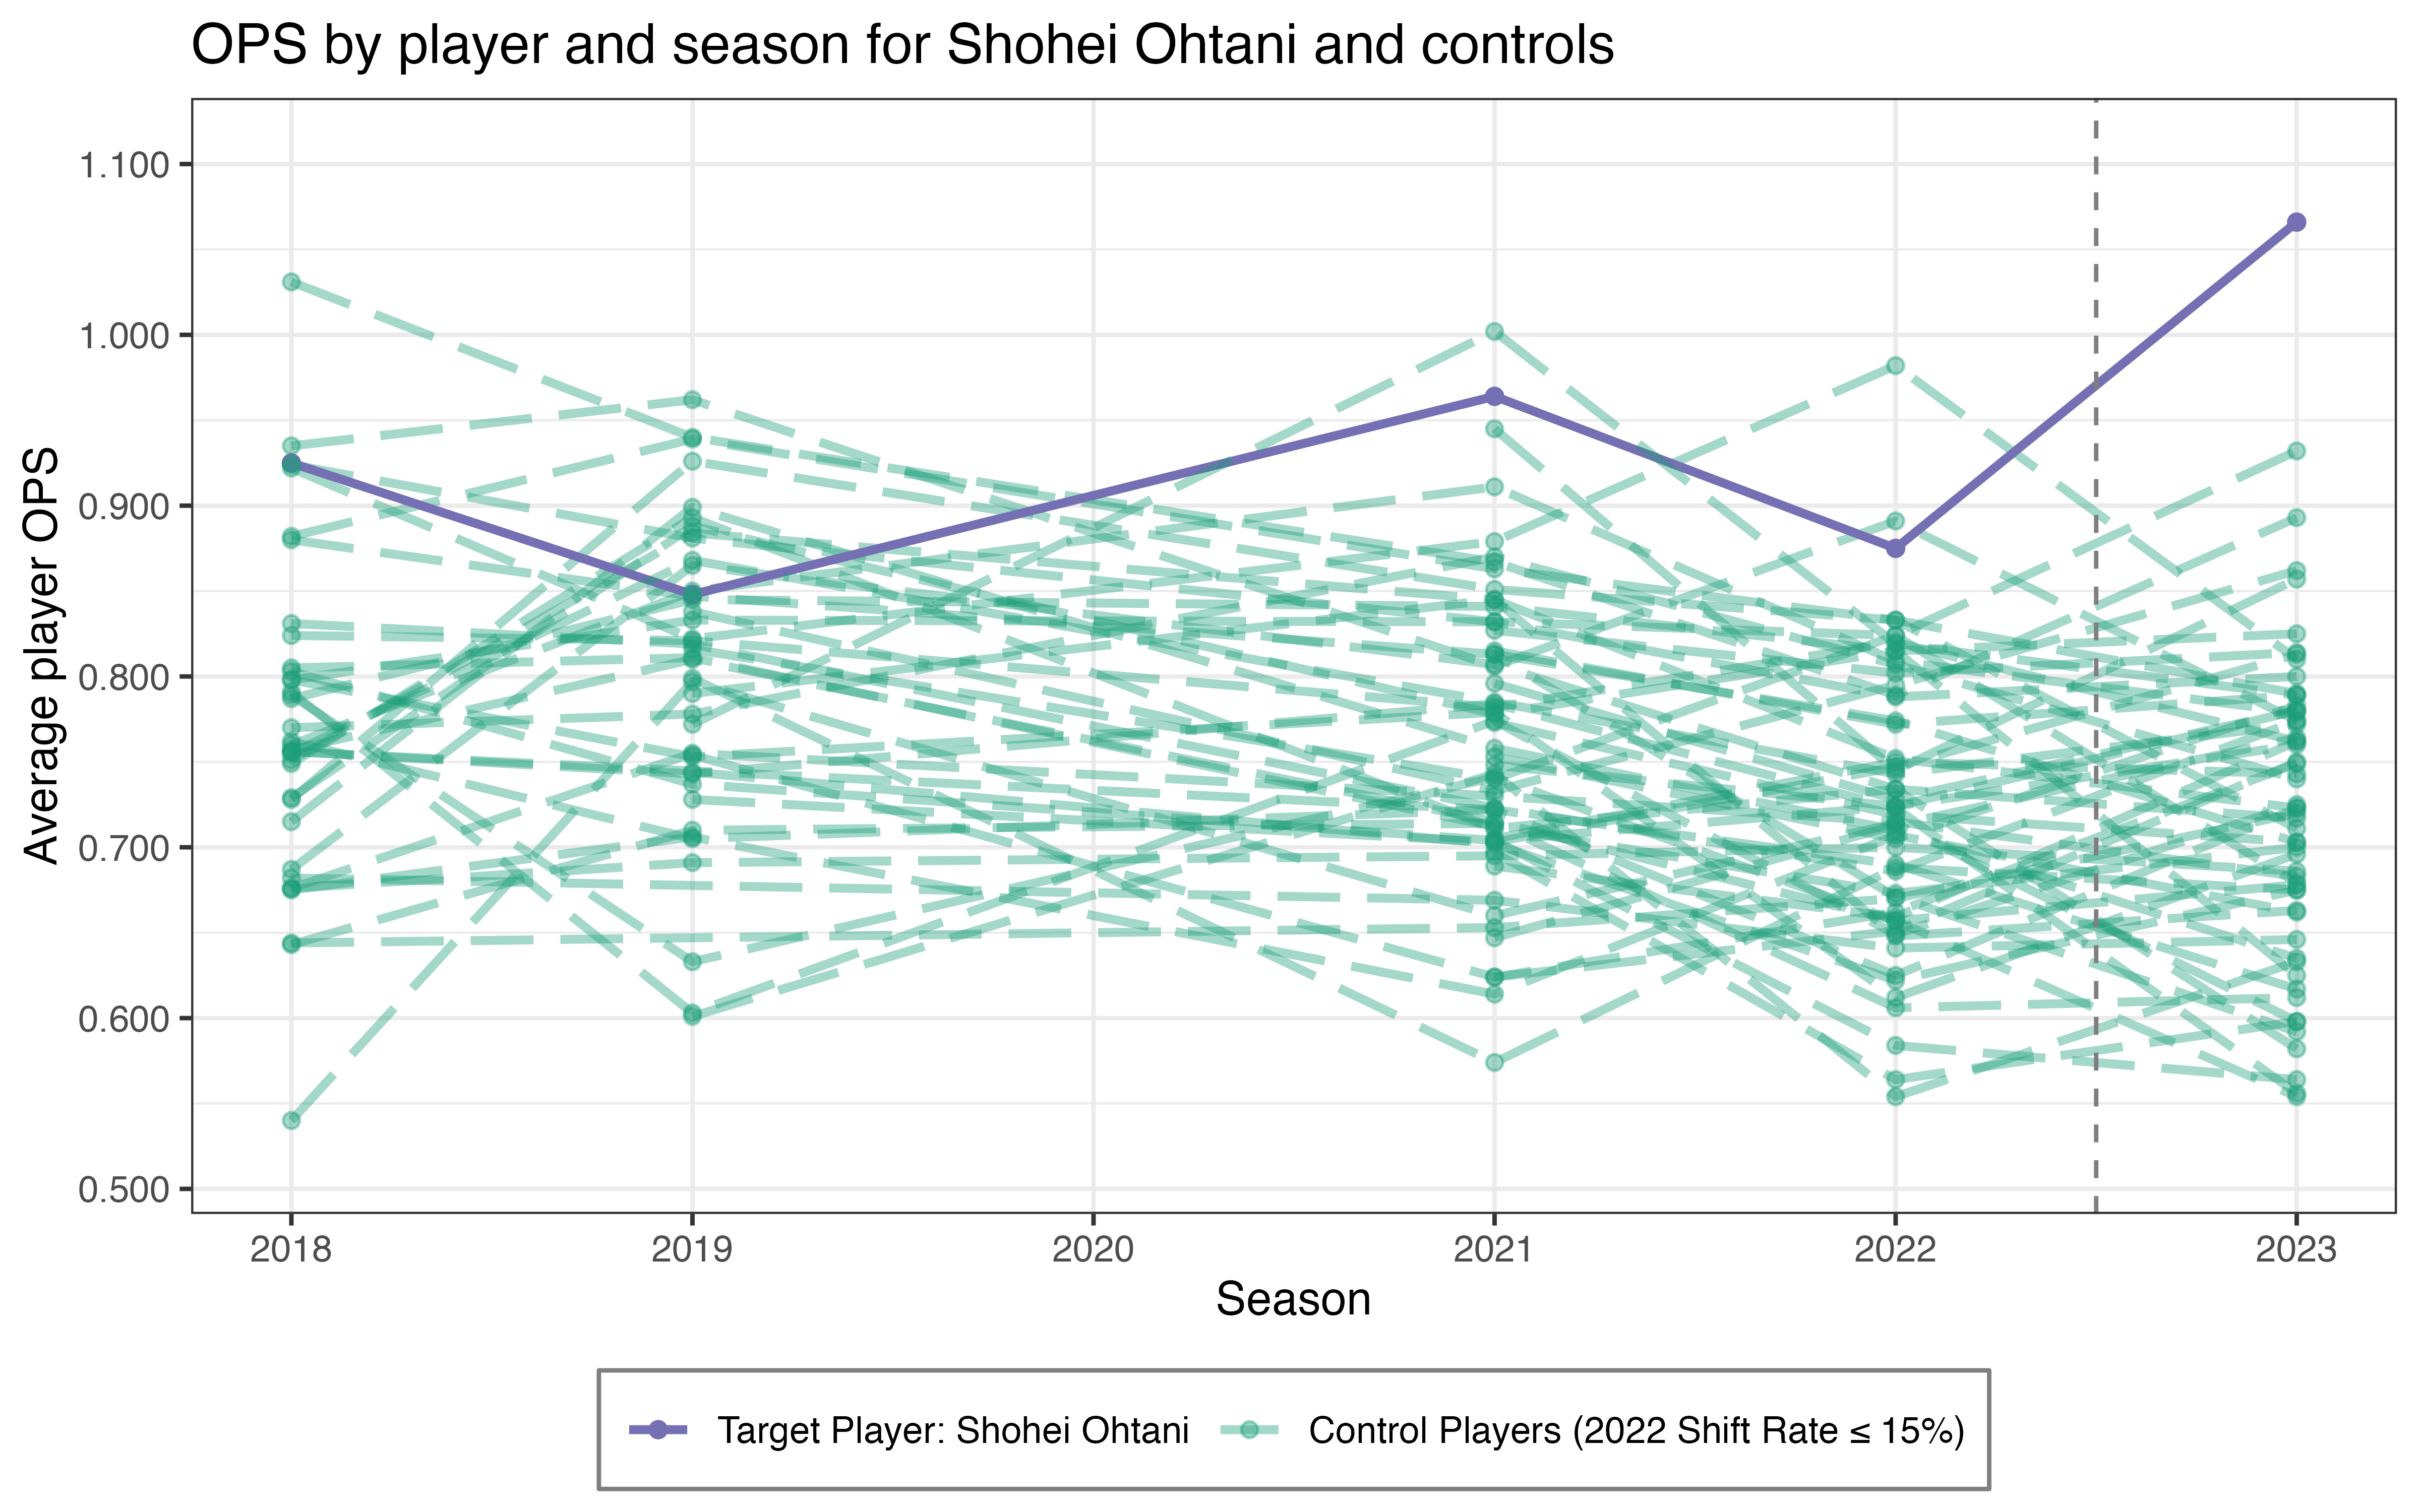 OPS by player and season for Shohei Ohtani and controls
Average player OPS
1.100
1.000
0.900
0.800
0.700
0.600
0.500
2018
2019
2020
2021
2022
2023
Season
Target Player: Shohei Ohtani
Control Players (2022 Shift Rate ≤ 15%)